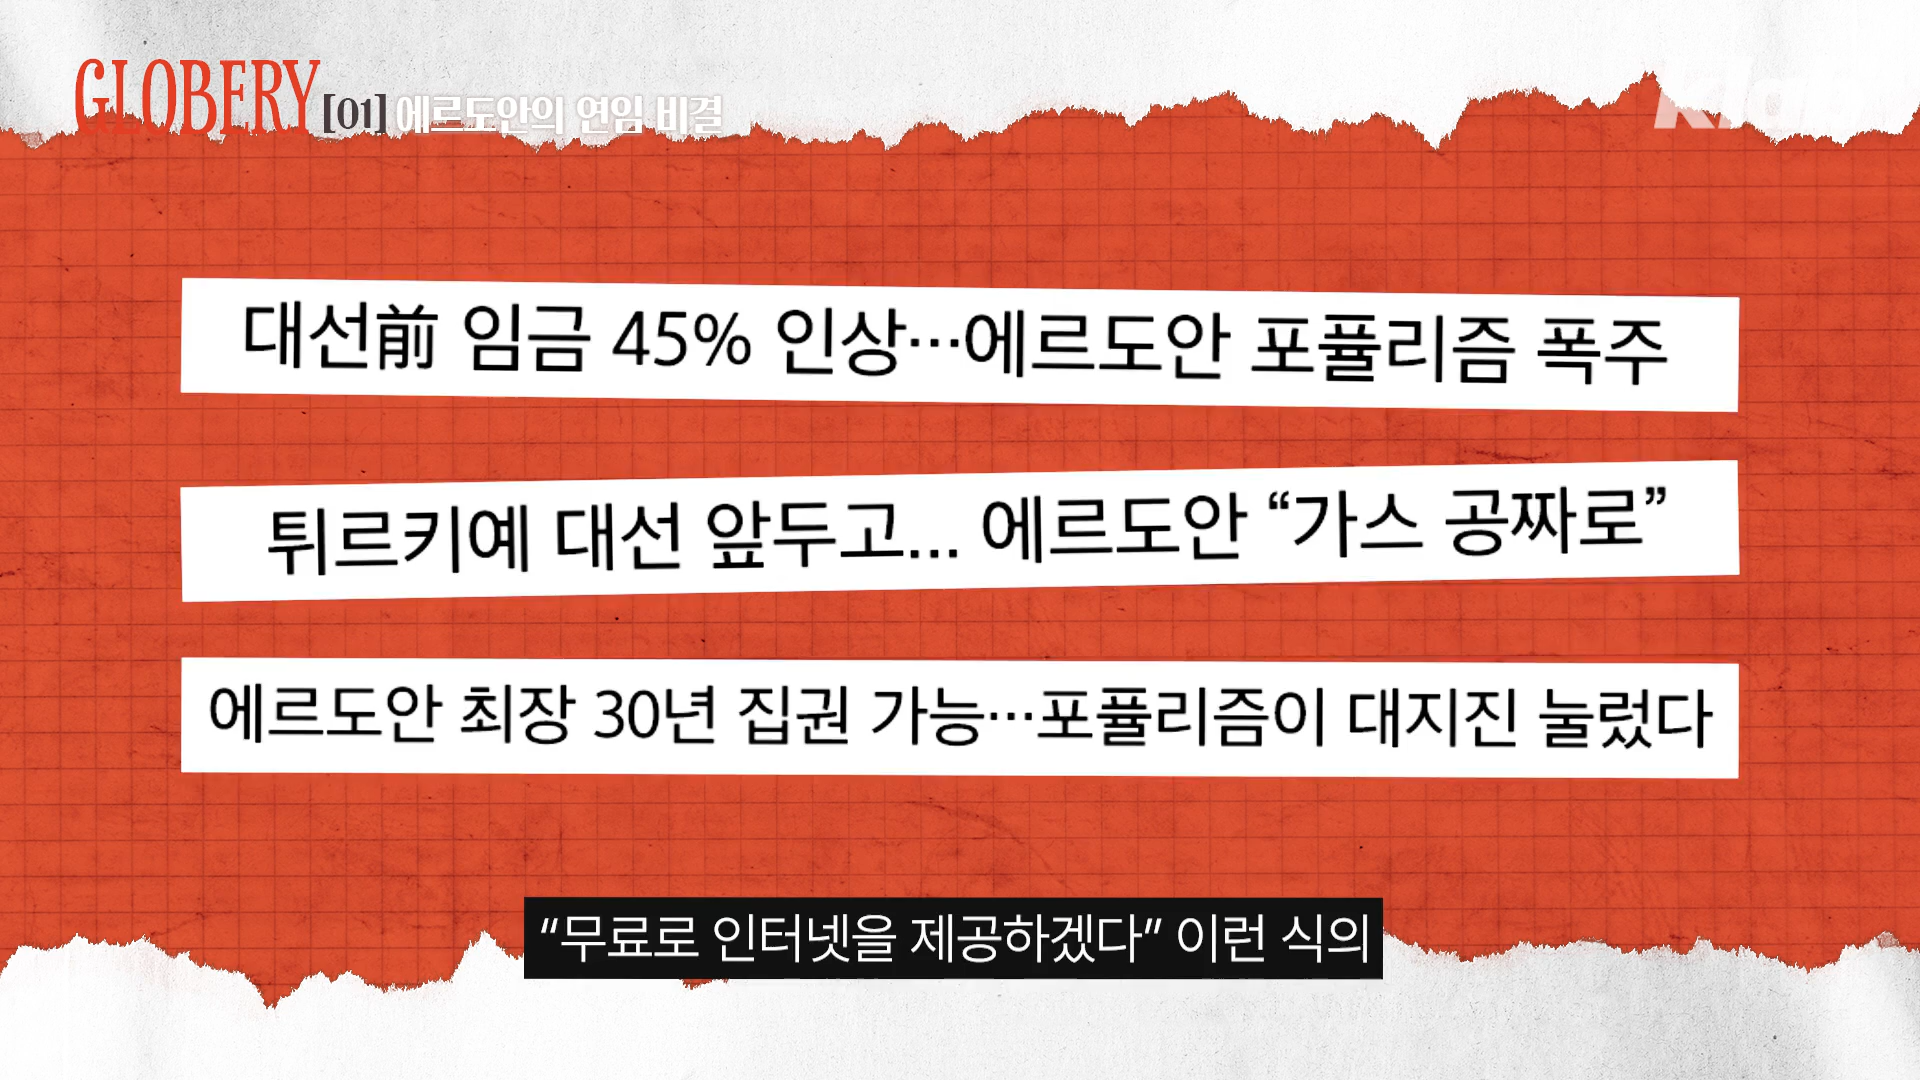 GLOBERY [01] 에르도안의 연임 비결
대선前 임금 45% 인상…에르도안 포퓰리즘 폭주
튀르키예 대선 앞두고... 에르도안 “가스 공짜로”
에르도안 최장 30년 집권 가능…포퓰리즘이 대지진 눌렀다
“무료로 인터넷을 제공하겠다” 이런 식의